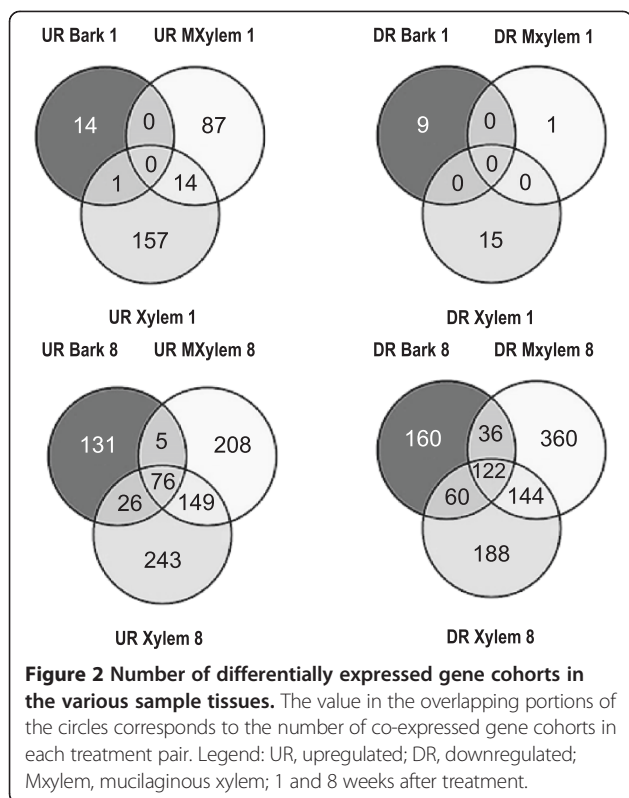 UR Bark 1 UR MXylem 1
14 0 87
0
1 14
157
UR Xylem 1
DR Bark 1 DR Mxylem 1
9 0 1
0
0 0
15
DR Xylem 1
UR Bark 8 UR MXylem 8
131 5 208
76
26 149
243
UR Xylem 8
DR Bark 8 DR Mxylem 8
160 36 360
122
60 144
188
DR Xylem 8
Figure 2 Number of differentially expressed gene cohorts in
the various sample tissues. The value in the overlapping portions of
the circles corresponds to the number of co-expressed gene cohorts in
each treatment pair. Legend: UR, upregulated; DR, downregulated;
Mxylem, mucilaginous xylem; 1 and 8 weeks after treatment.